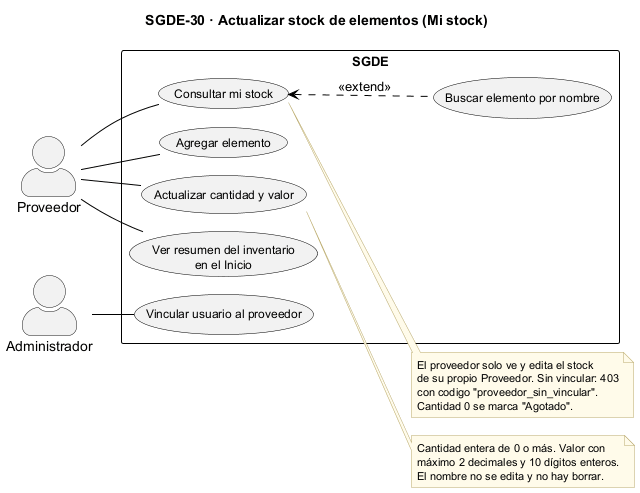 SGDE-30 · Actualizar stock de elementos (Mi stock)
SGDE
Consultar mi stock
«extend»
Buscar elemento por nombre
Agregar elemento
Actualizar cantidad y valor
Proveedor
Ver resumen del inventario
en el Inicio
Vincular usuario al proveedor
Administrador
El proveedor solo ve y edita el stock
de su propio Proveedor. Sin vincular: 403
con codigo "proveedor_sin_vincular".
Cantidad 0 se marca "Agotado".
Cantidad entera de 0 o más. Valor con
máximo 2 decimales y 10 dígitos enteros.
El nombre no se edita y no hay borrar.